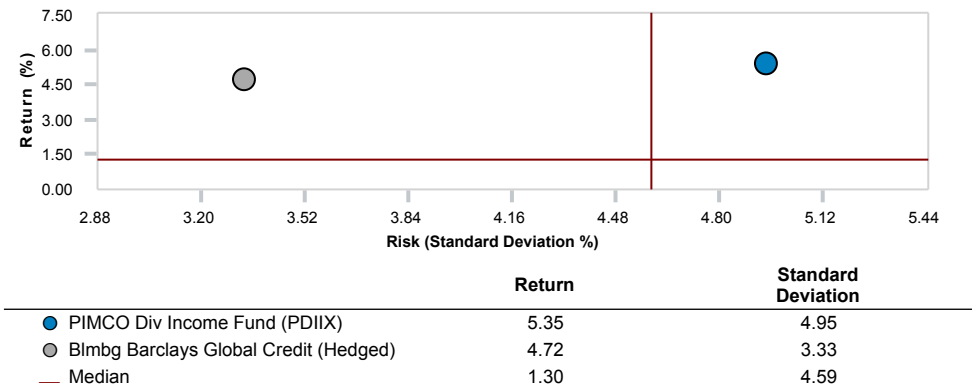 7.50
6.00
4.50
3.00
1.50
0.00
Return (%)
2.88 3.20 3.52 3.84 4.16 4.48 4.80 5.12 5.44
Risk (Standard Deviation %)
Return Standard Deviation
PIMCO Div Income Fund (PDIIX) 5.35 4.95
Blmbg Barclays Global Credit (Hedged) 4.72 3.33
Median 1.30 4.59